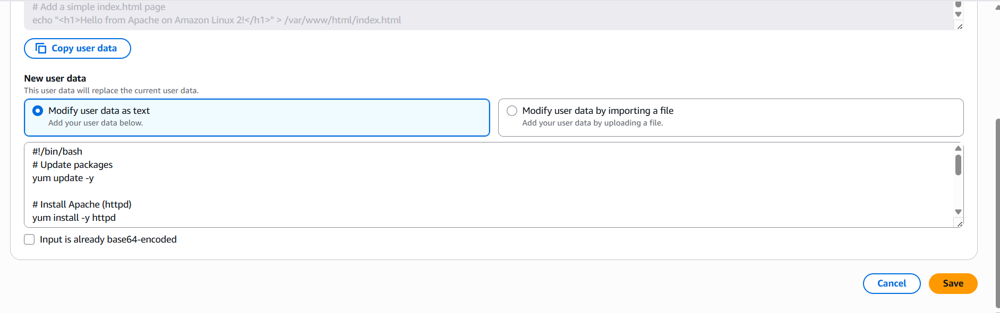 # Add a simple index.html page
echo "<h1>Hello from Apache on Amazon Linux 2!</h1>" > /var/www/html/index.html
Copy user data
New user data
This user data will replace the current user data.
Modify user data as text
Add your user data below.
Modify user data by importing a file
Add your user data by uploading a file.
#!/bin/bash
# Update packages
yum update -y
# Install Apache (httpd)
yum install -y httpd
Input is already base64-encoded
Cancel
Save